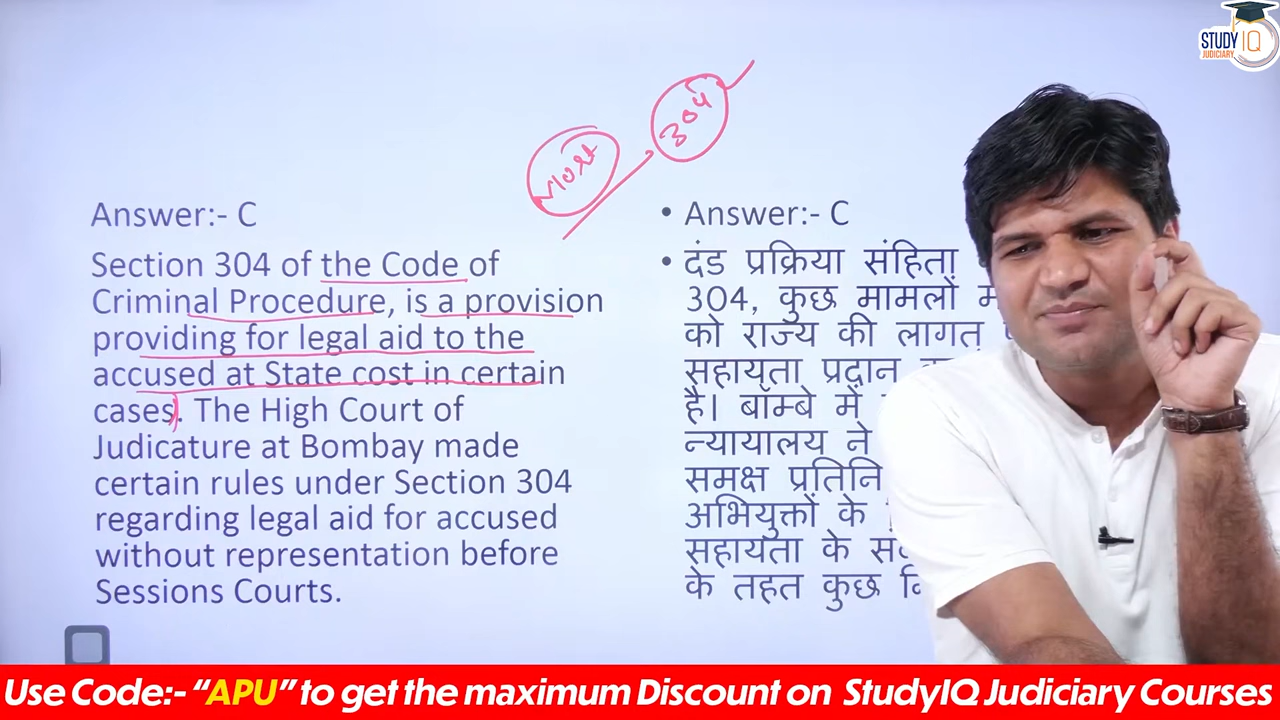 STUDY IQ
JUDICIARY
304
Most
Answer:- C
Section 304 of the Code of
Criminal Procedure, is a provision
providing for legal aid to the
accused at State cost in certain
cases). The High Court of
Judicature at Bombay made
certain rules under Section 304
regarding legal aid for accused
without representation before
Sessions Courts.
• Answer:- C
• दंड प्रक्रिया संहिता
304, कुछ मामलों
को राज्य की लागत
सहायता प्रदान
है। बॉम्बे में
न्यायालय ने
समक्ष
अभियुक्तों के
सहायता के
के तहत कुछ
Use Code:- “APU” to get the maximum Discount on StudyIQ Judiciary Courses